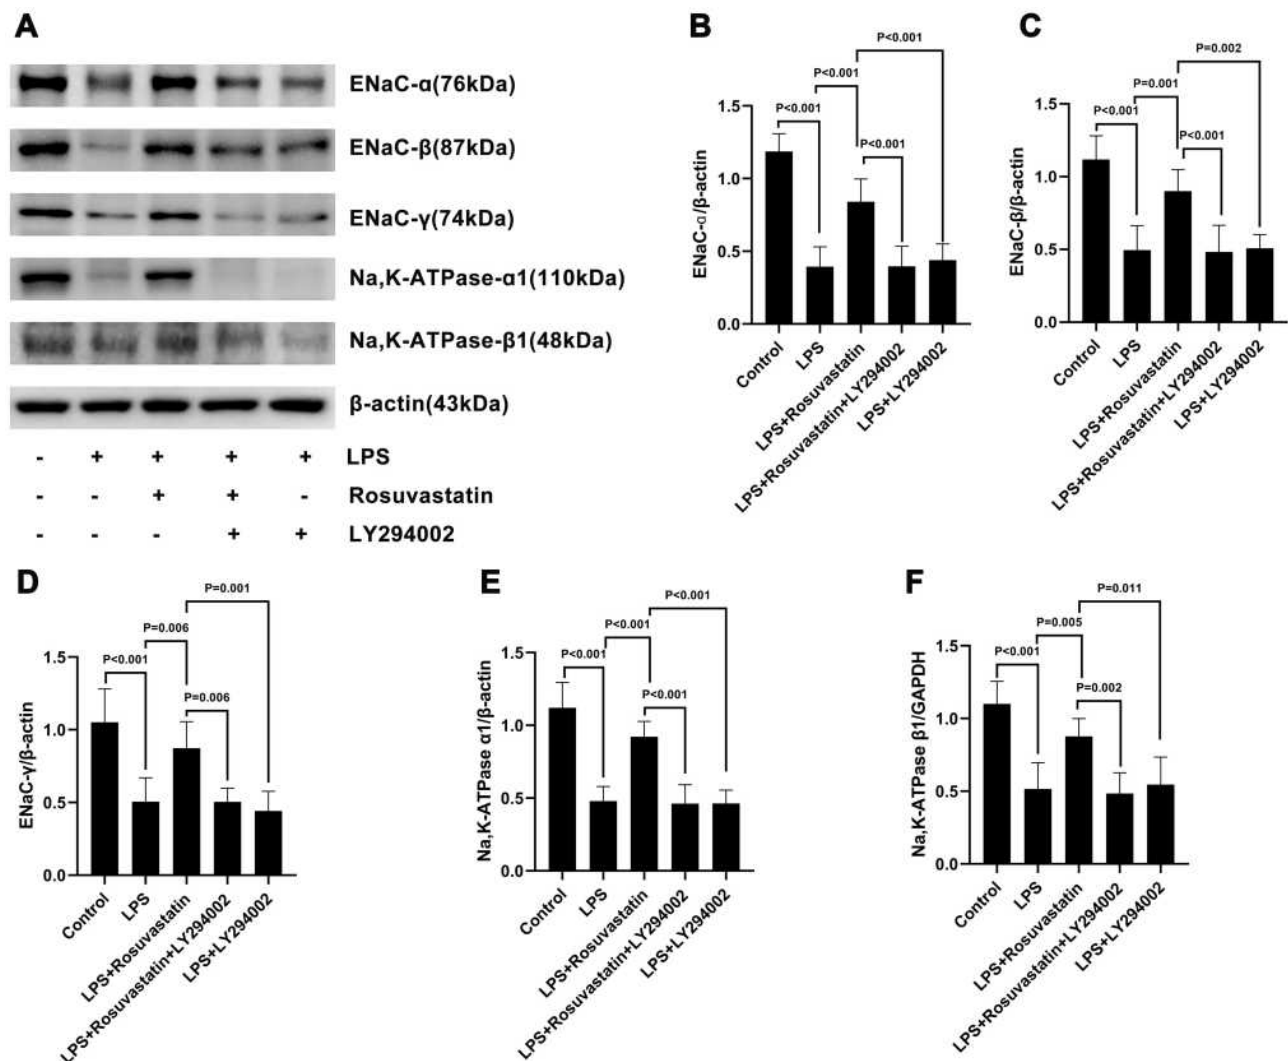 A
ENaC-α(76kDa)
ENaC-β(87kDa)
ENaC-γ(74kDa)
Na,K-ATPase-α1(110kDa)
Na,K-ATPase-β1(48kDa)
β-actin(43kDa)
- + + + + LPS
- - + + - Rosuvastatin
- - - + + LY294002
B
P<0.001
P<0.001
P<0.001
P<0.001
ENaC-α/β-actin
1.5
1.0
0.5
0.0
Control
LPS
LPS+Rosuvastatin
LPS+Rosuvastatin+LY294002
LPS+LY294002
C
P=0.002
P=0.001
P<0.001
P<0.001
ENaC-β/β-actin
1.5
1.0
0.5
0.0
Control
LPS
LPS+Rosuvastatin
LPS+Rosuvastatin+LY294002
LPS+LY294002
D
P=0.001
P=0.006
P<0.001
P=0.006
ENaC-γ/β-actin
1.5
1.0
0.5
0.0
Control
LPS
LPS+Rosuvastatin
LPS+Rosuvastatin+LY294002
LPS+LY294002
E
P<0.001
P<0.001
P<0.001
P<0.001
Na,K-ATPase α1/β-actin
1.5
1.0
0.5
0.0
Control
LPS
LPS+Rosuvastatin
LPS+Rosuvastatin+LY294002
LPS+LY294002
F
P=0.011
P=0.005
P<0.001
P=0.002
Na,K-ATPase β1/GAPDH
1.5
1.0
0.5
0.0
Control
LPS
LPS+Rosuvastatin
LPS+Rosuvastatin+LY294002
LPS+LY294002